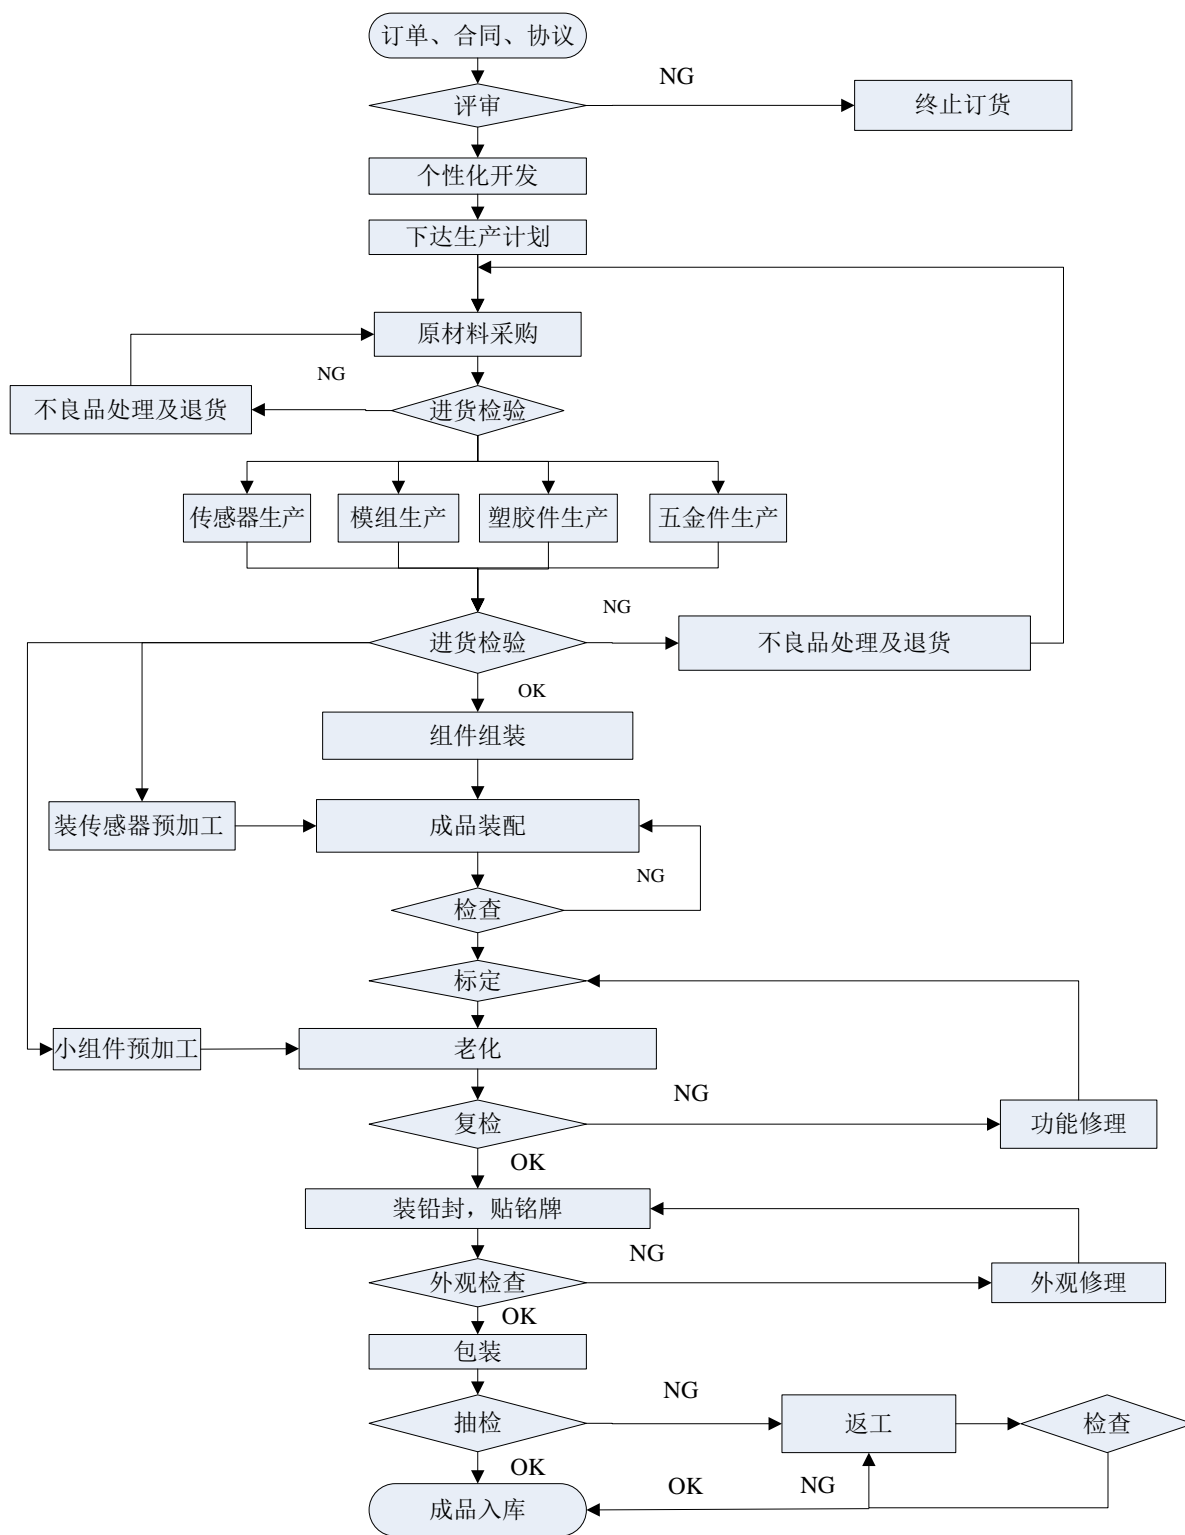 订单、合同、协议
NG
评审
终止订货
个性化开发
下达生产计划
原材料采购
NG
不良品处理及退货
进货检验
传感器生产
模组生产
塑胶件生产
五金件生产
NG
进货检验
不良品处理及退货
OK
组件组装
装传感器预加工
成品装配
NG
检查
标定
小组件预加工
老化
NG
复检
功能修理
OK
装铅封，贴铭牌
NG
外观检查
外观修理
OK
包装
NG
抽检
返工
检查
OK
OK
NG
成品入库